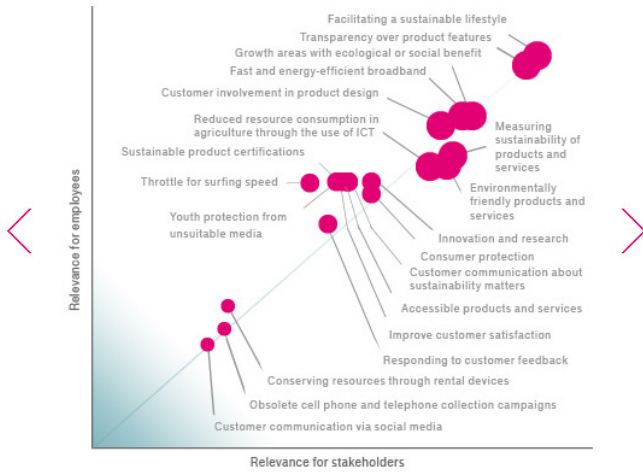 Facilitating a sustainable lifestyle
Transparency over product features
Growth areas with ecological or social benefit
Fast and energy-efficient broadband
Customer involvement in product design
Reduced resource consumption in
agriculture through the use of ICT
Measuring
sustainability of
products and
services
Sustainable product certifications
Throttle for surfing speed
Environmentally
friendly products and
services
Youth protection from
unsuitable media
Innovation and research
Consumer protection
Customer communication about
sustainability matters
Accessible products and services
Improve customer satisfaction
Responding to customer feedback
Conserving resources through rental devices
Obsolete cell phone and telephone collection campaigns
Customer communication via social media
Relevance for employees
Relevance for stakeholders